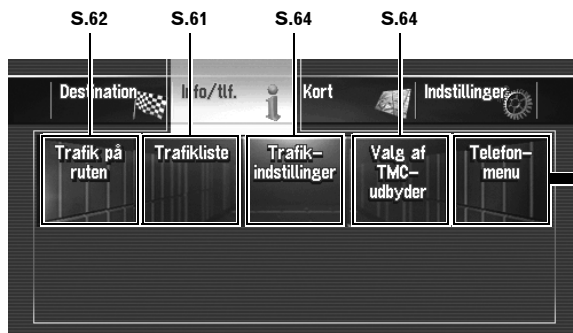 S.62 S.61 S.64 S.64
Destination Info/tlf. Kort Indstillinger
Trafik på
ruten
Trafikliste
Trafik–
indstillinger
Valg af
TMC–
udbyder
Telefon–
menu